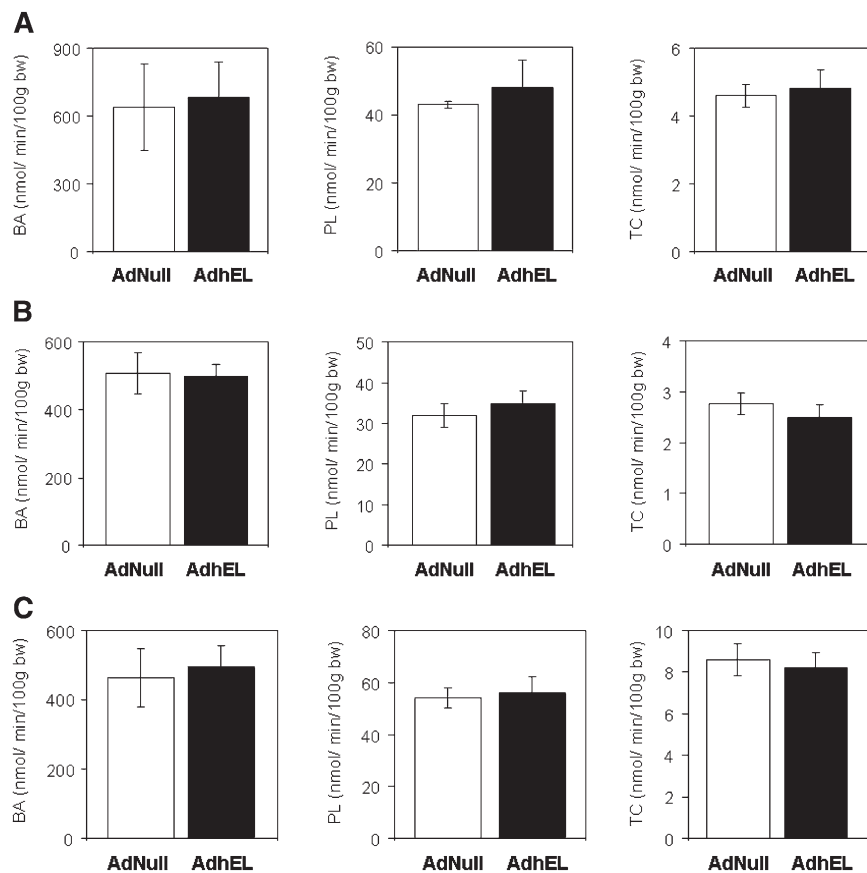 A
BA (nmol/ min/100g bw)
900
600
300
0
AdNull AdhEL
PL (nmol/ min/100g bw)
60
40
20
0
AdNull AdhEL
TC (nmol/ min/100g bw)
6
4
2
0
AdNull AdhEL
B
BA (nmol/ min/100g bw)
600
400
200
0
AdNull AdhEL
PL (nmol/ min/100g bw)
50
40
30
20
10
0
AdNull AdhEL
TC (nmol/ min/100g bw)
4
3
2
1
0
AdNull AdhEL
C
BA (nmol/ min/100g bw)
600
400
200
0
AdNull AdhEL
PL (nmol/ min/100g bw)
80
60
40
20
0
AdNull AdhEL
TC (nmol/ min/100g bw)
10
8
6
4
2
0
AdNull AdhEL